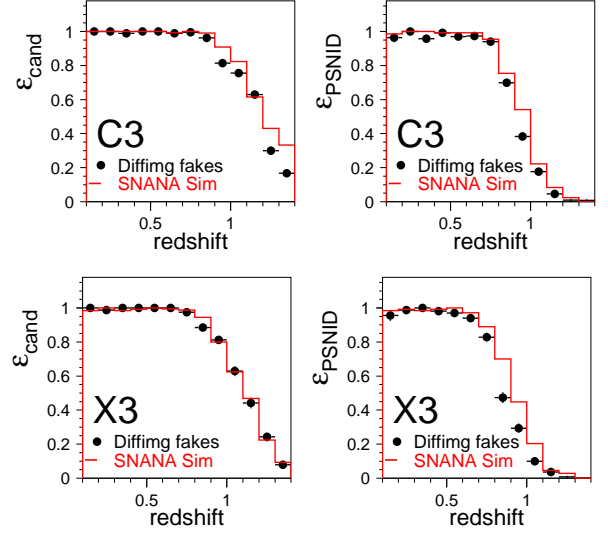 ε_cand
1
0.8
0.6
0.4
0.2
0
C3
Diffimg fakes
SNANA Sim
0.5 1
redshift
ε_PSNID
1
0.8
0.6
0.4
0.2
0
C3
Diffimg fakes
SNANA Sim
0.5 1
redshift
ε_cand
1
0.8
0.6
0.4
0.2
0
X3
Diffimg fakes
SNANA Sim
0.5 1
redshift
ε_PSNID
1
0.8
0.6
0.4
0.2
0
X3
Diffimg fakes
SNANA Sim
0.5 1
redshift